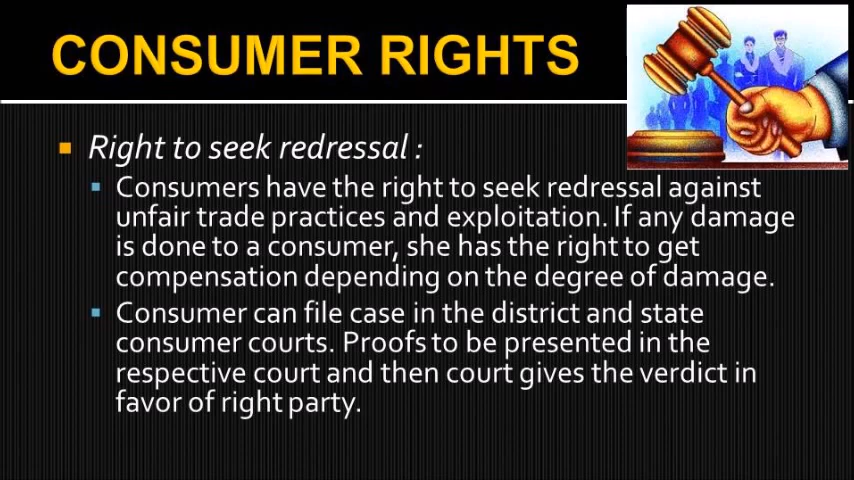 CONSUMER RIGHTS
Right to seek redressal :
Consumers have the right to seek redressal against
unfair trade practices and exploitation. If any damage
is done to a consumer, she has the right to get
compensation depending on the degree of damage.
Consumer can file case in the district and state
consumer courts. Proofs to be presented in the
respective court and then court gives the verdict in
favor of right party.